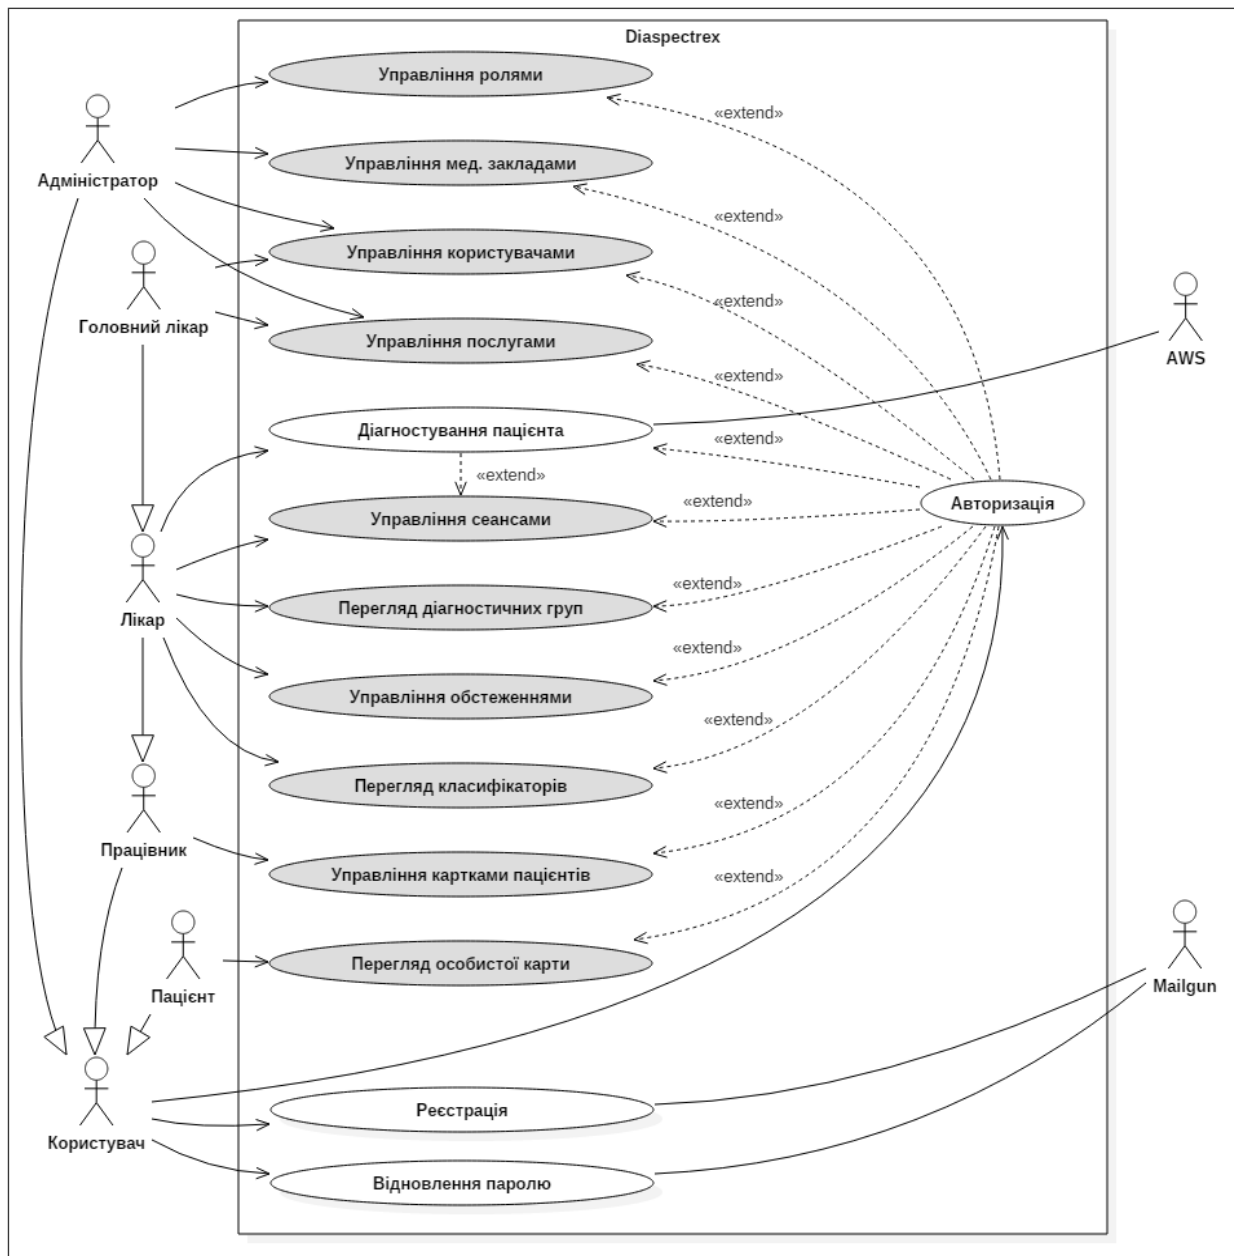 Diaspectrex
Управління ролями
«extend»
Адміністратор
Управління мед. закладами
«extend»
Управління користувачами
«extend»
Головний лікар
Управління послугами
AWS
«extend»
Діагностування пацієнта
«extend»
«extend»
«extend»
Авторизація
Управління сеансами
«extend»
Лікар
Перегляд діагностичних груп
«extend»
Управління обстеженнями
«extend»
Перегляд класифікаторів
«extend»
Працівник
Управління картками пацієнтів
«extend»
Перегляд особистої карти
Пацієнт
Mailgun
Реєстрація
Користувач
Відновлення паролю